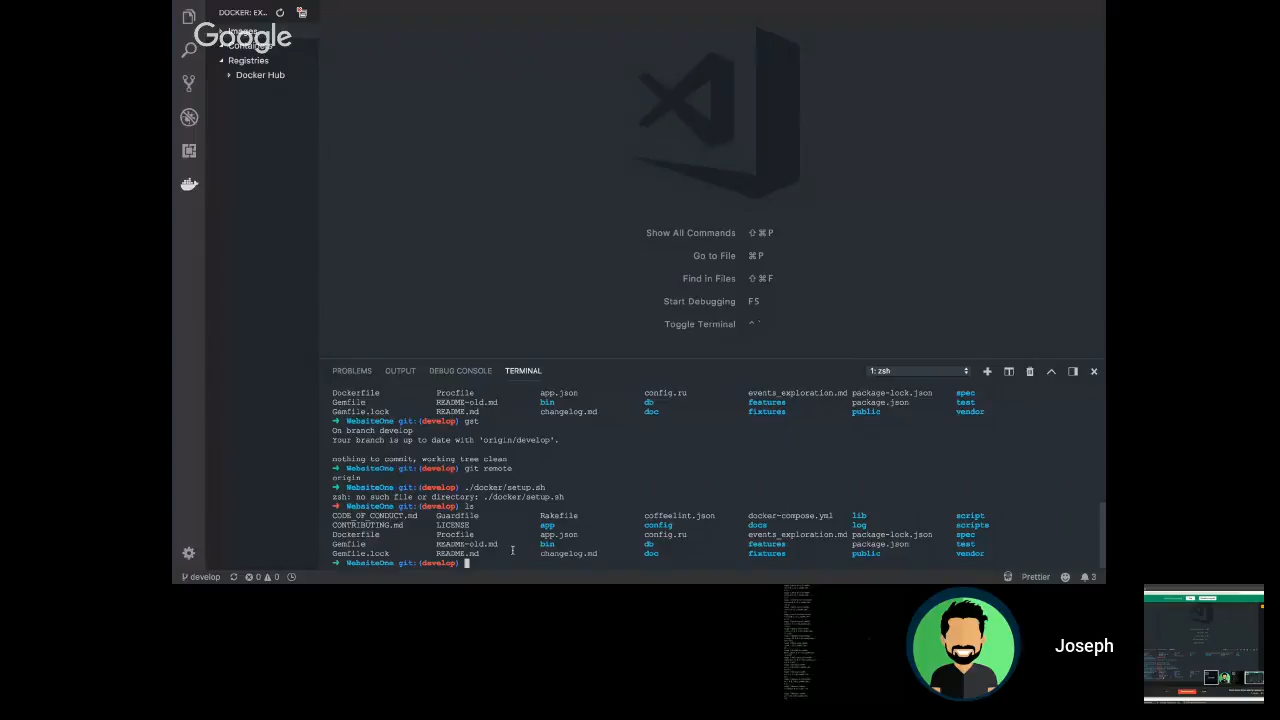 DOCKER: EX...
Google
Images
Containers
Registries
Docker Hub
Show All Commands ⇧⌘P
Go to File ⌘P
Find in Files ⇧⌘F
Start Debugging F5
Toggle Terminal ^`
PROBLEMS OUTPUT DEBUG CONSOLE TERMINAL 1: zsh
Dockerfile Procfile app.json config.ru events_exploration.md package-lock.json spec
Gemfile README-old.md bin db features package.json test
Gemfile.lock README.md changelog.md doc fixtures public vendor
➜ WebsiteOne git:(develop) gst
On branch develop
Your branch is up to date with 'origin/develop'.
nothing to commit, working tree clean
➜ WebsiteOne git:(develop) git remote
origin
➜ WebsiteOne git:(develop) ./docker/setup.sh
zsh: no such file or directory: ./docker/setup.sh
➜ WebsiteOne git:(develop) ls
CODE_OF_CONDUCT.md Guardfile Rakefile coffeelint.json docker-compose.yml lib script
CONTRIBUTING.md LICENSE app config docs log scripts
Dockerfile Procfile app.json config.ru events_exploration.md package-lock.json spec
Gemfile README-old.md bin db features package.json test
Gemfile.lock README.md changelog.md doc fixtures public vendor
➜ WebsiteOne git:(develop)
develop 0 0 Prettier 3